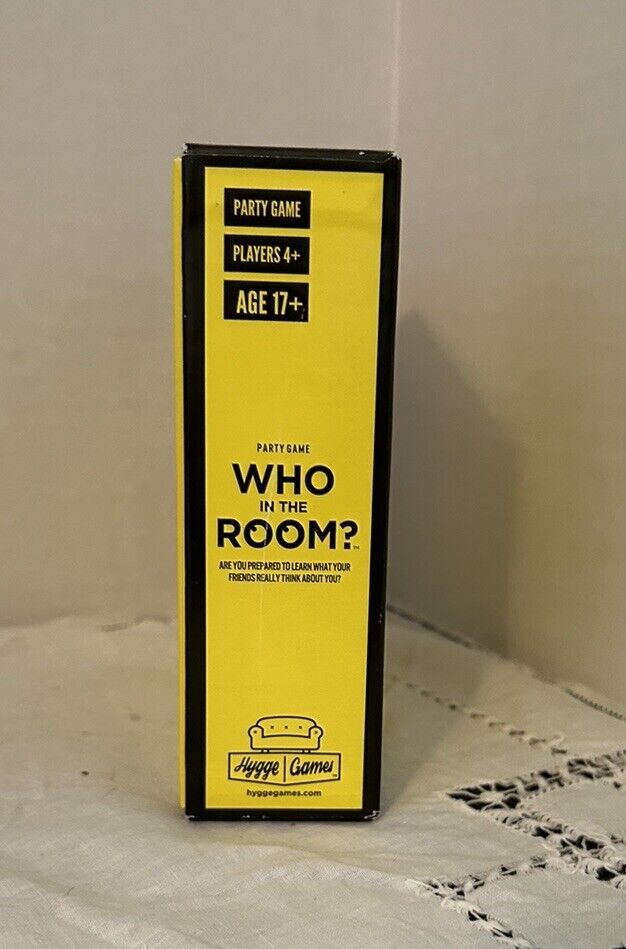 PARTY GAME
PLAYERS 4+
AGE 17+
PARTY GAME
WHO
IN THE
ROOM?™
ARE YOU PREPARED TO LEARN WHAT YOUR
FRIENDS REALLY THINK ABOUT YOU?
Hygge Games
hyggegames.com